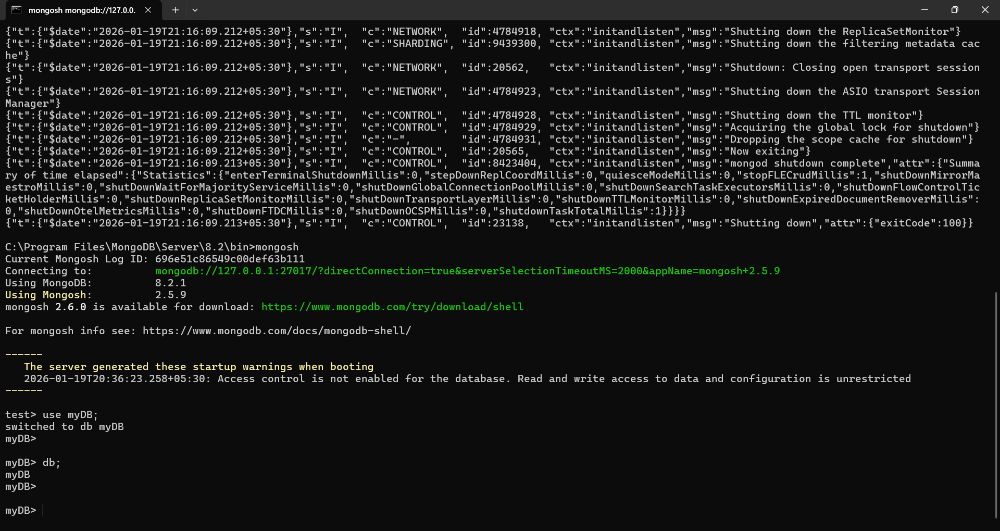 mongosh mongodb://127.0.0.
{"t":{"$date":"2026-01-19T21:16:09.212+05:30"},"s":"I",  "c":"NETWORK",  "id":4784918, "ctx":"initandlisten","msg":"Shutting down the ReplicaSetMonitor"}
{"t":{"$date":"2026-01-19T21:16:09.212+05:30"},"s":"I",  "c":"SHARDING", "id":9439300, "ctx":"initandlisten","msg":"Shutting down the filtering metadata cac
he"}
{"t":{"$date":"2026-01-19T21:16:09.212+05:30"},"s":"I",  "c":"NETWORK",  "id":20562,   "ctx":"initandlisten","msg":"Shutdown: Closing open transport session
s"}
{"t":{"$date":"2026-01-19T21:16:09.212+05:30"},"s":"I",  "c":"NETWORK",  "id":4784923, "ctx":"initandlisten","msg":"Shutting down the ASIO transport Session
Manager"}
{"t":{"$date":"2026-01-19T21:16:09.212+05:30"},"s":"I",  "c":"CONTROL",  "id":4784928, "ctx":"initandlisten","msg":"Shutting down the TTL monitor"}
{"t":{"$date":"2026-01-19T21:16:09.212+05:30"},"s":"I",  "c":"CONTROL",  "id":4784929, "ctx":"initandlisten","msg":"Acquiring the global lock for shutdown"}
{"t":{"$date":"2026-01-19T21:16:09.212+05:30"},"s":"I",  "c":"-",        "id":4784931, "ctx":"initandlisten","msg":"Dropping the scope cache for shutdown"}
{"t":{"$date":"2026-01-19T21:16:09.212+05:30"},"s":"I",  "c":"CONTROL",  "id":20565,   "ctx":"initandlisten","msg":"Now exiting"}
{"t":{"$date":"2026-01-19T21:16:09.213+05:30"},"s":"I",  "c":"CONTROL",  "id":8423404, "ctx":"initandlisten","msg":"mongod shutdown complete","attr":{"Summa
ry of time elapsed":{"Statistics":{"enterTerminalShutdownMillis":0,"stepDownReplCoordMillis":0,"quiesceModeMillis":0,"stopFLECrudMillis":1,"shutDownMirrorMa
estroMillis":0,"shutDownWaitForMajorityServiceMillis":0,"shutDownGlobalConnectionPoolMillis":0,"shutDownSearchTaskExecutorsMillis":0,"shutDownFlowControlTic
ketHolderMillis":0,"shutDownReplicaSetMonitorMillis":0,"shutDownTransportLayerMillis":0,"shutDownTTLMonitorMillis":0,"shutDownExpiredDocumentRemoverMillis":
0,"shutDownOtelMetricsMillis":0,"shutDownFTDCMillis":0,"shutDownOCSPMillis":0,"shutdownTaskTotalMillis":1}}}}
{"t":{"$date":"2026-01-19T21:16:09.213+05:30"},"s":"I",  "c":"CONTROL",  "id":23138,   "ctx":"initandlisten","msg":"Shutting down","attr":{"exitCode":100}}
C:\Program Files\MongoDB\Server\8.2\bin>mongosh
Current Mongosh Log ID: 696e51c86549c00def63b111
Connecting to:          mongodb://127.0.0.1:27017/?directConnection=true&serverSelectionTimeoutMS=2000&appName=mongosh+2.5.9
Using MongoDB:          8.2.1
Using Mongosh:          2.5.9
mongosh 2.6.0 is available for download: https://www.mongodb.com/try/download/shell
For mongosh info see: https://www.mongodb.com/docs/mongodb-shell/
------
   The server generated these startup warnings when booting
   2026-01-19T20:36:23.258+05:30: Access control is not enabled for the database. Read and write access to data and configuration is unrestricted
------
test> use myDB;
switched to db myDB
myDB>
myDB> db;
myDB
myDB>
myDB>